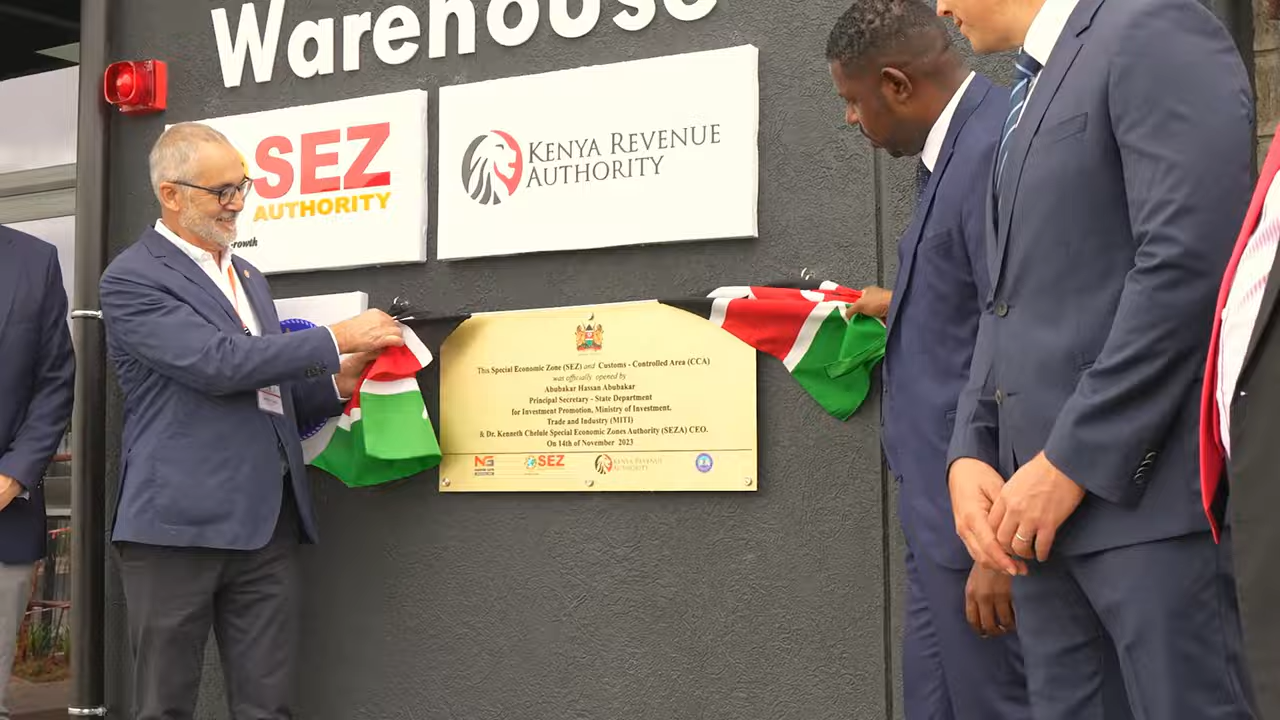 Warehouse
SEZ
AUTHORITY
rowth
KENYA REVENUE
AUTHORITY
This Special Economic Zone (SEZ) and Customs - Controlled Area (CCA)
was officially opened by
Abubakar Hassan Abubakar
Principal Secretary - State Department
for Investment Promotion, Ministry of Investment,
Trade and Industry (MITI)
& Dr. Kenneth Chelule Special Economic Zones Authority (SEZA) CEO.
On 14th of November 2023
SEZ
KENYA REVENUE
AUTHORITY